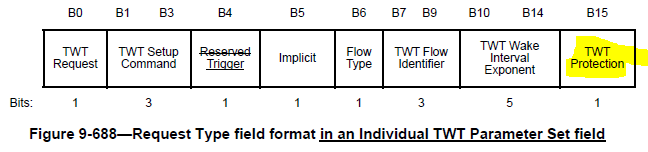 B0 B1 B3 B4 B5 B6 B7 B9 B10 B14 B15
TWT Request TWT Setup Command Reserved Trigger Implicit Flow Type TWT Flow Identifier TWT Wake Interval Exponent TWT Protection
Bits: 1 3 1 1 1 3 5 1
Figure 9-688—Request Type field format in an Individual TWT Parameter Set field